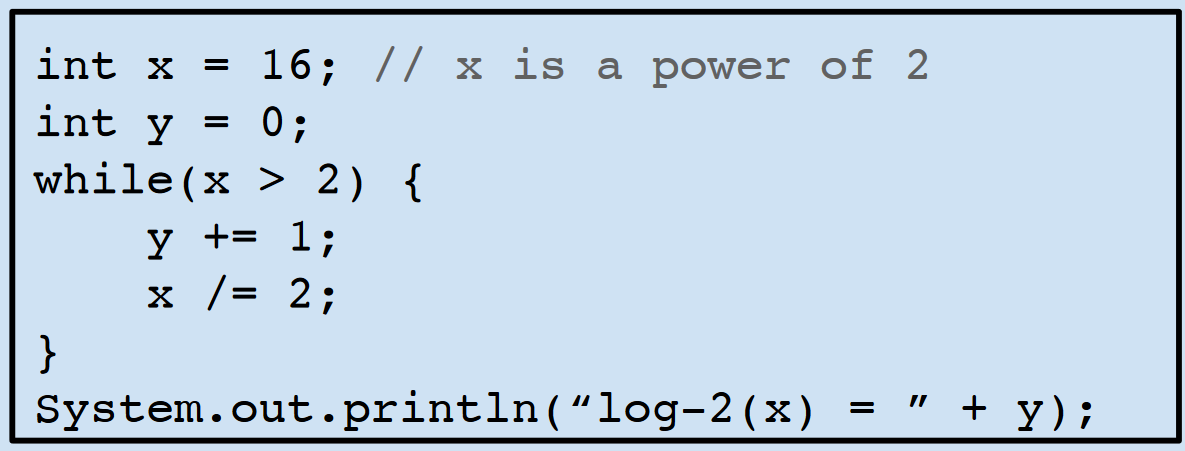 int x = 16; // x is a power of 2
int y = 0;
while(x > 2) {
    y += 1;
    x /= 2;
}
System.out.println(“log-2(x) = ” + y);